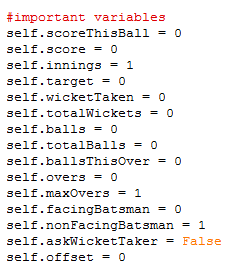 #important variables
self.scoreThisBall = 0
self.score = 0
self.innings = 1
self.target = 0
self.wicketTaken = 0
self.totalWickets = 0
self.balls = 0
self.totalBalls = 0
self.ballsThisOver = 0
self.overs = 0
self.maxOvers = 1
self.facingBatsman = 0
self.nonFacingBatsman = 1
self.askWicketTaker = False
self.offset = 0